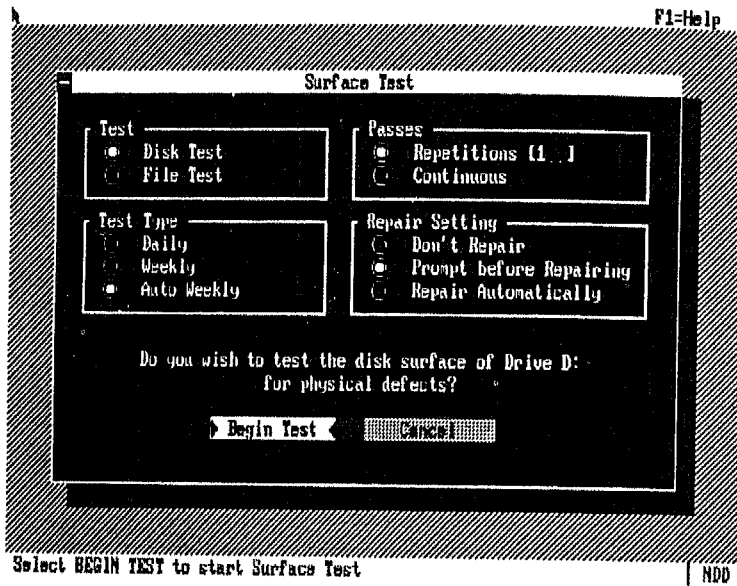 F1=Help
Surface Test
Test
Disk Test
File Test
Passes
Repetitions [1  ]
Continuous
Test Type
Daily
Weekly
Auto Weekly
Repair Setting
Don't Repair
Prompt before Repairing
Repair Automatically
Do you wish to test the disk surface of Drive D:
for physical defects?
Begin Test
Cancel
Select BEGIN TEST to start Surface Test
NDD